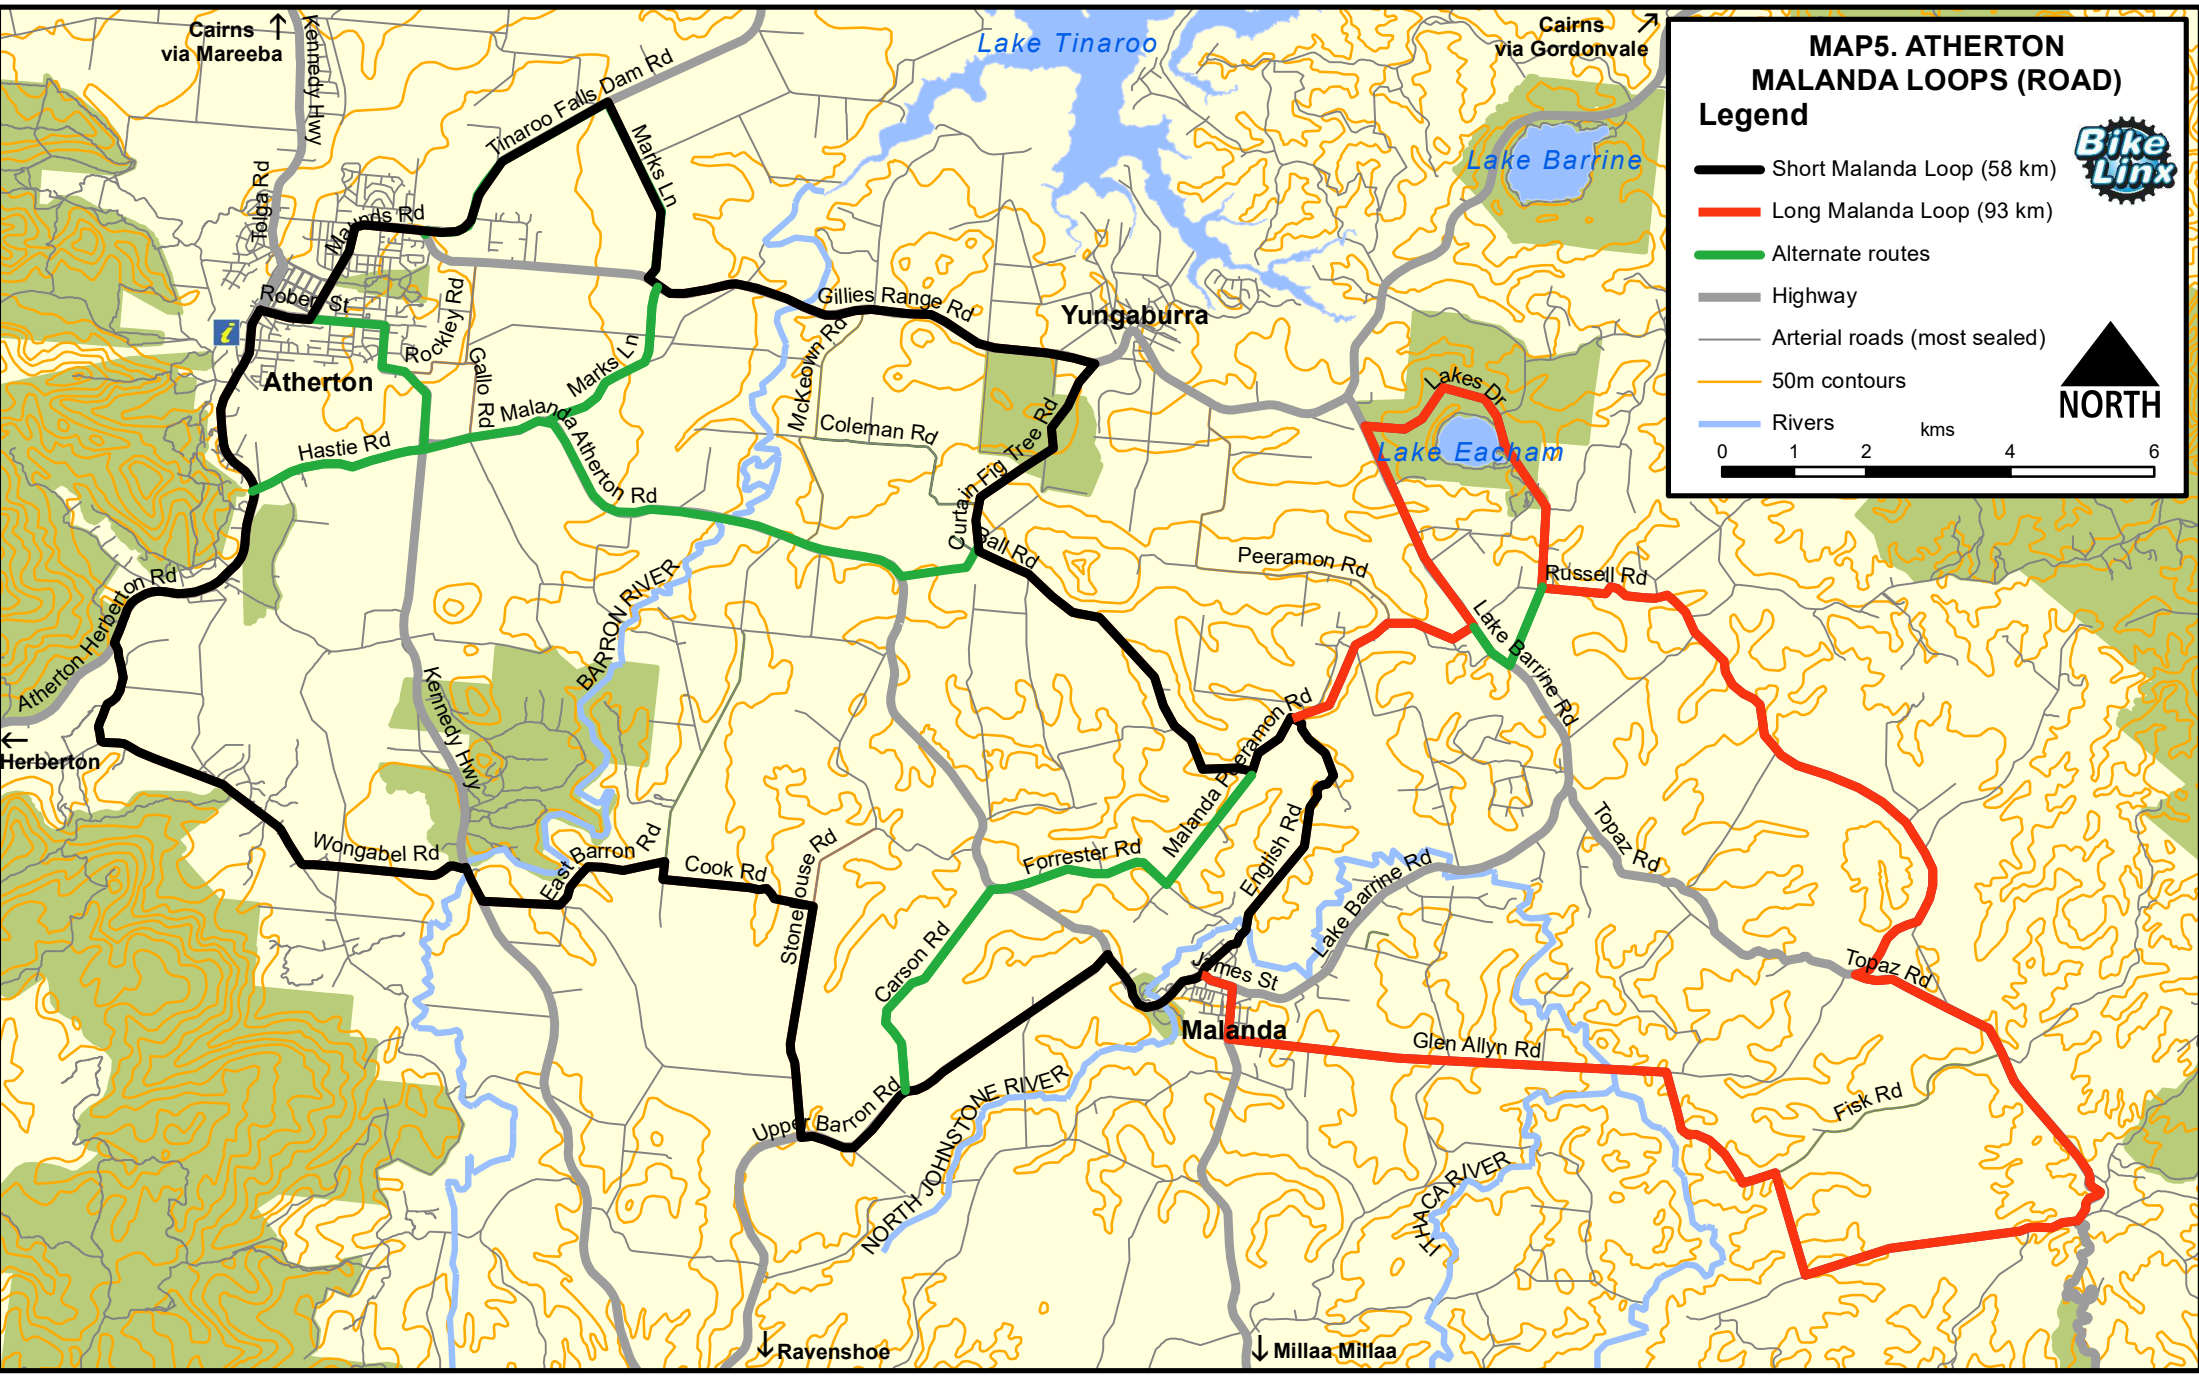 Cairns
via Mareeba
Kennedy Hwy
Tinaroo Falls Dam Rd
Lake Tinaroo
Cairns
via Gordonvale
MAP5. ATHERTON
MALANDA LOOPS (ROAD)
Legend
Bike
Linx
Short Malanda Loop (58 km)
Long Malanda Loop (93 km)
Alternate routes
Highway
Arterial roads (most sealed)
50m contours
Rivers
NORTH
kms
0 1 2 4 6
Marks Ln
Lake Barrine
Tolga Rd
Maunds Rd
Robert St
i
Rockley Rd
Gillies Range Rd
Yungaburra
McKeown Rd
Atherton
Gallo Rd
Marks Ln
Lakes Dr
Malanda Atherton Rd
Hastie Rd
Coleman Rd
Curtain Fig Tree Rd
Lake Eacham
Ball Rd
Peeramon Rd
Russell Rd
Atherton Herberton Rd
BARRON RIVER
Lake Barrine Rd
Kennedy Hwy
Herberton
Malanda Peeramon Rd
Wongabel Rd
East Barron Rd
Cook Rd
Stonehouse Rd
Forrester Rd
English Rd
Lake Barrine Rd
Topaz Rd
Carson Rd
James St
Topaz Rd
Malanda
Glen Allyn Rd
Upper Barron Rd
NORTH JOHNSTONE RIVER
Fisk Rd
ITHACA RIVER
Ravenshoe
Millaa Millaa